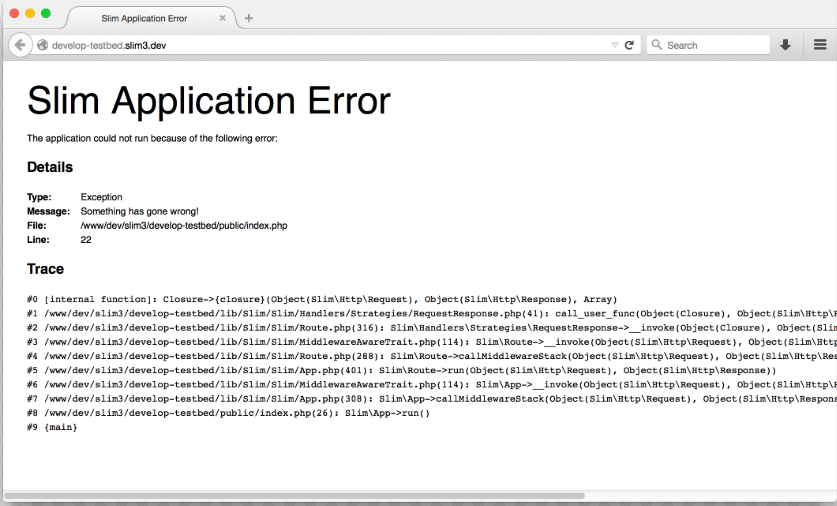 Slim Application Error
develop-testbed.slim3.dev
Search
Slim Application Error
The application could not run because of the following error:
Details
Type: Exception
Message: Something has gone wrong!
File: /www/dev/slim3/develop-testbed/public/index.php
Line: 22
Trace
#0 [internal function]: Closure->{closure}(Object(Slim\Http\Request), Object(Slim\Http\Response), Array)
#1 /www/dev/slim3/develop-testbed/lib/Slim/Slim/Handlers/Strategies/RequestResponse.php(41): call_user_func(Object(Closure), Object(Slim\Http\R
#2 /www/dev/slim3/develop-testbed/lib/Slim/Slim/Route.php(316): Slim\Handlers\Strategies\RequestResponse->__invoke(Object(Closure), Object(Slim
#3 /www/dev/slim3/develop-testbed/lib/Slim/Slim/MiddlewareAwareTrait.php(114): Slim\Route->__invoke(Object(Slim\Http\Request), Object(Slim\Http
#4 /www/dev/slim3/develop-testbed/lib/Slim/Slim/Route.php(288): Slim\Route->callMiddlewareStack(Object(Slim\Http\Request), Object(Slim\Http\Res
#5 /www/dev/slim3/develop-testbed/lib/Slim/Slim/App.php(401): Slim\Route->run(Object(Slim\Http\Request), Object(Slim\Http\Response))
#6 /www/dev/slim3/develop-testbed/lib/Slim/Slim/MiddlewareAwareTrait.php(114): Slim\App->__invoke(Object(Slim\Http\Request), Object(Slim\Http\R
#7 /www/dev/slim3/develop-testbed/lib/Slim/Slim/App.php(308): Slim\App->callMiddlewareStack(Object(Slim\Http\Request), Object(Slim\Http\Respons
#8 /www/dev/slim3/develop-testbed/public/index.php(26): Slim\App->run()
#9 {main}